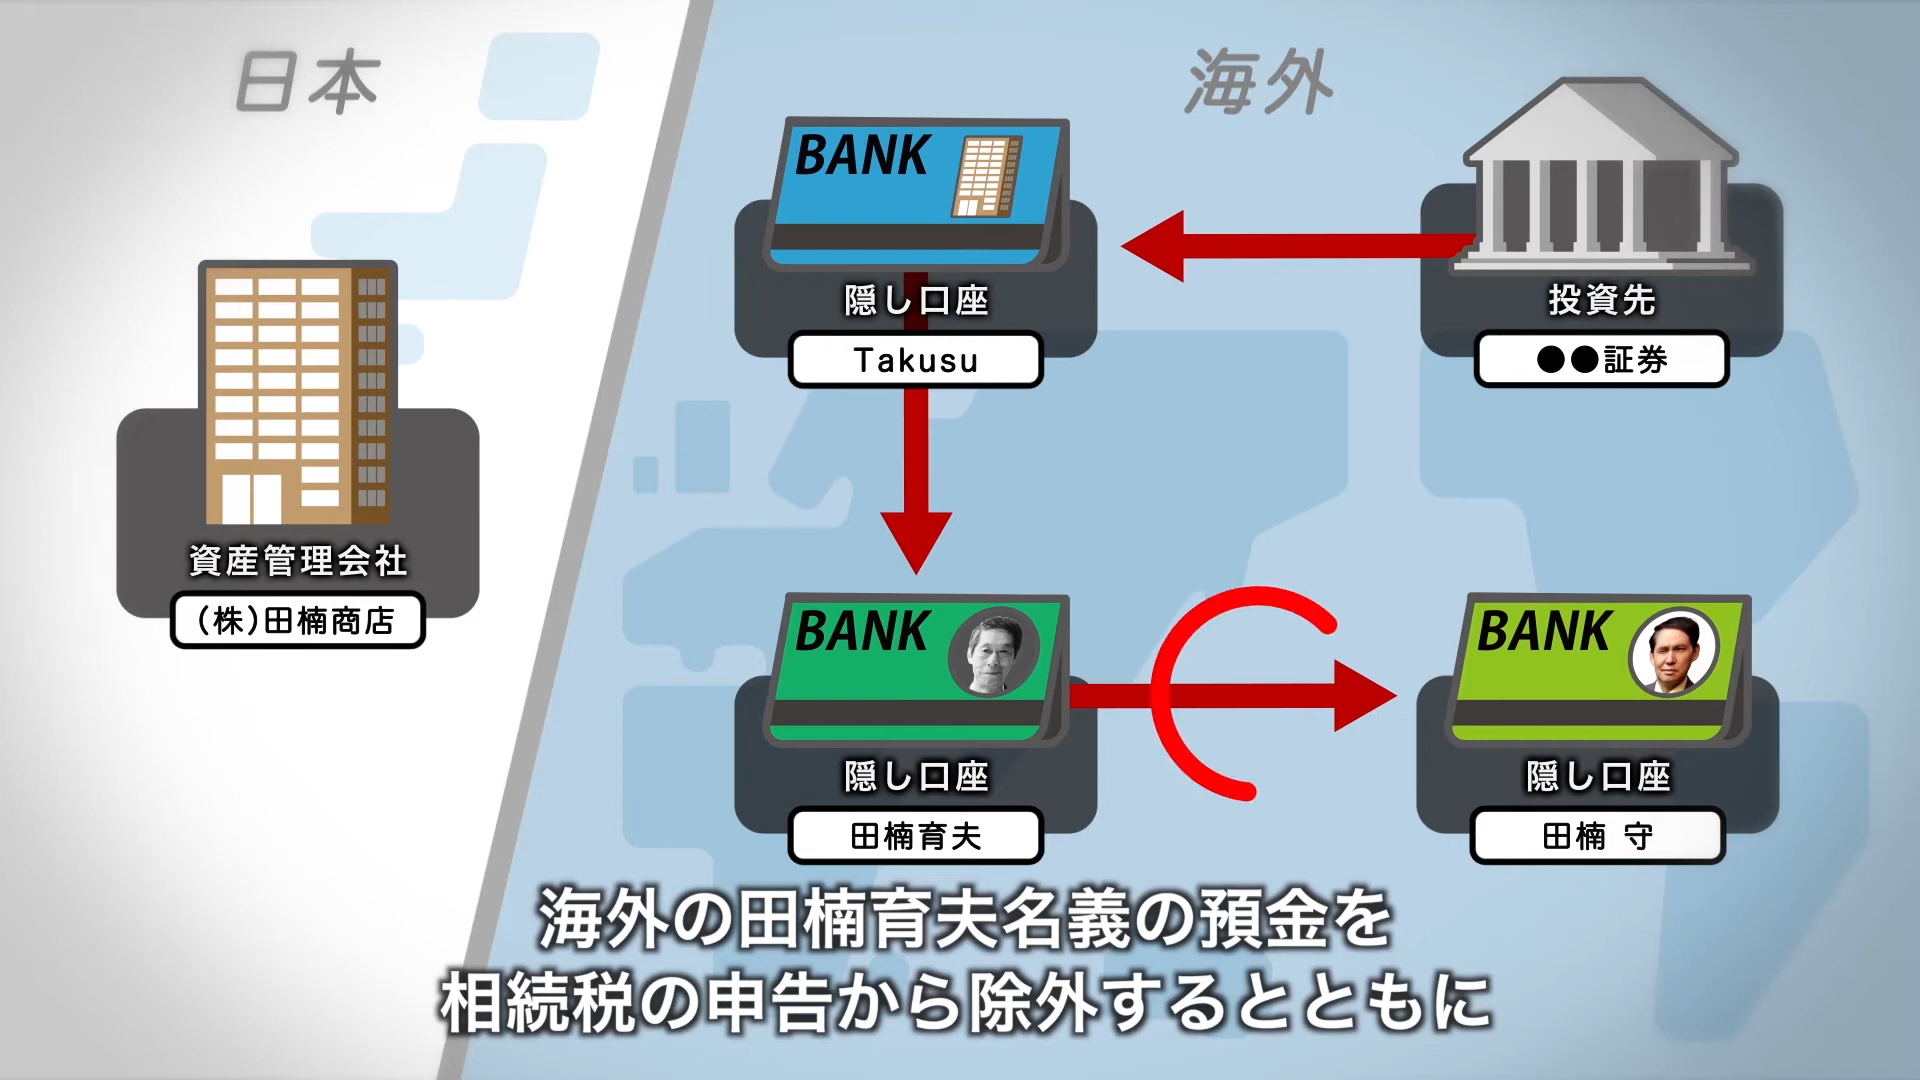 日本
海外
BANK
隠し口座
Takusu
投資先
●●証券
資産管理会社
(株)田楠商店
BANK
隠し口座
田楠育夫
BANK
隠し口座
田楠 守
海外の田楠育夫名義の預金を
相続税の申告から除外するとともに